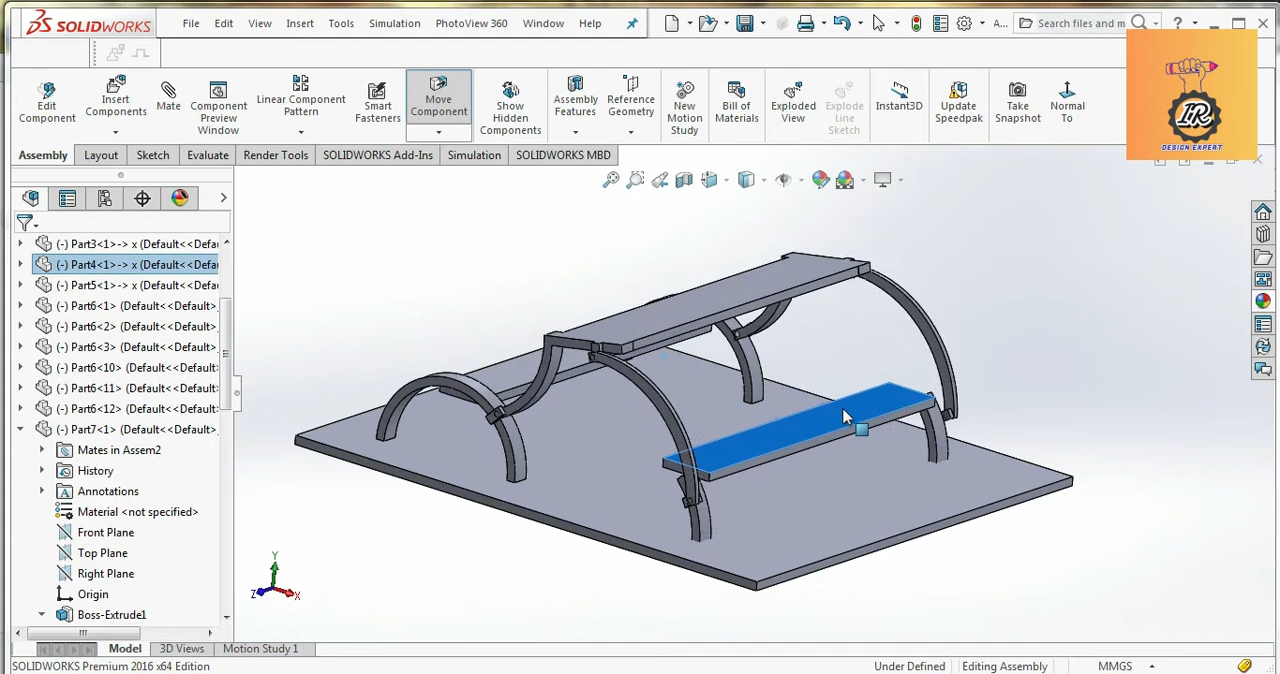 SOLIDWORKS File Edit View Insert Tools Simulation PhotoView 360 Window Help A... Search files and m ?
Edit Component
Insert Components
Mate
Component Preview Window
Linear Component Pattern
Smart Fasteners
Move Component
Show Hidden Components
Assembly Features
Reference Geometry
New Motion Study
Bill of Materials
Exploded View
Explode Line Sketch
Instant3D
Update Speedpak
Take Snapshot
Normal To
IR
DESIGN EXPERT
Assembly Layout Sketch Evaluate Render Tools SOLIDWORKS Add-Ins Simulation SOLIDWORKS MBD
(-) Part3<1>-> x (Default<<Defau
(-) Part4<1>-> x (Default<<Defau
(-) Part5<1>-> x (Default<<Defau
(-) Part6<1> (Default<<Default>
(-) Part6<2> (Default<<Default>
(-) Part6<3> (Default<<Default>
(-) Part6<10> (Default<<Default>
(-) Part6<11> (Default<<Default>
(-) Part6<12> (Default<<Default>
(-) Part7<1> (Default<<Default>
Mates in Assem2
History
Annotations
Material <not specified>
Front Plane
Top Plane
Right Plane
Origin
Boss-Extrude1
Y
Z
X
Model 3D Views Motion Study 1
SOLIDWORKS Premium 2016 x64 Edition Under Defined Editing Assembly MMGS